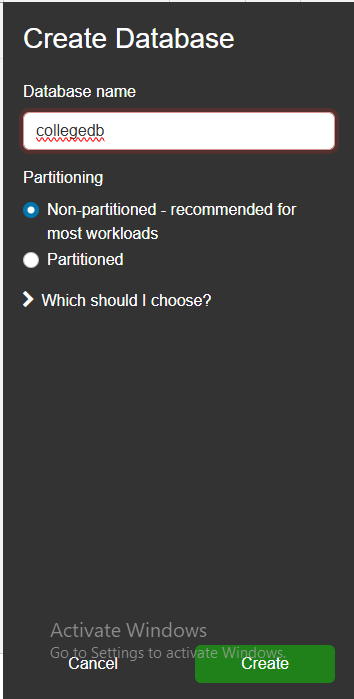 Create Database
Database name
collegedb
Partitioning
Non-partitioned - recommended for
most workloads
Partitioned
Which should I choose?
Activate Windows
Go to Settings to activate Windows.
Cancel
Create